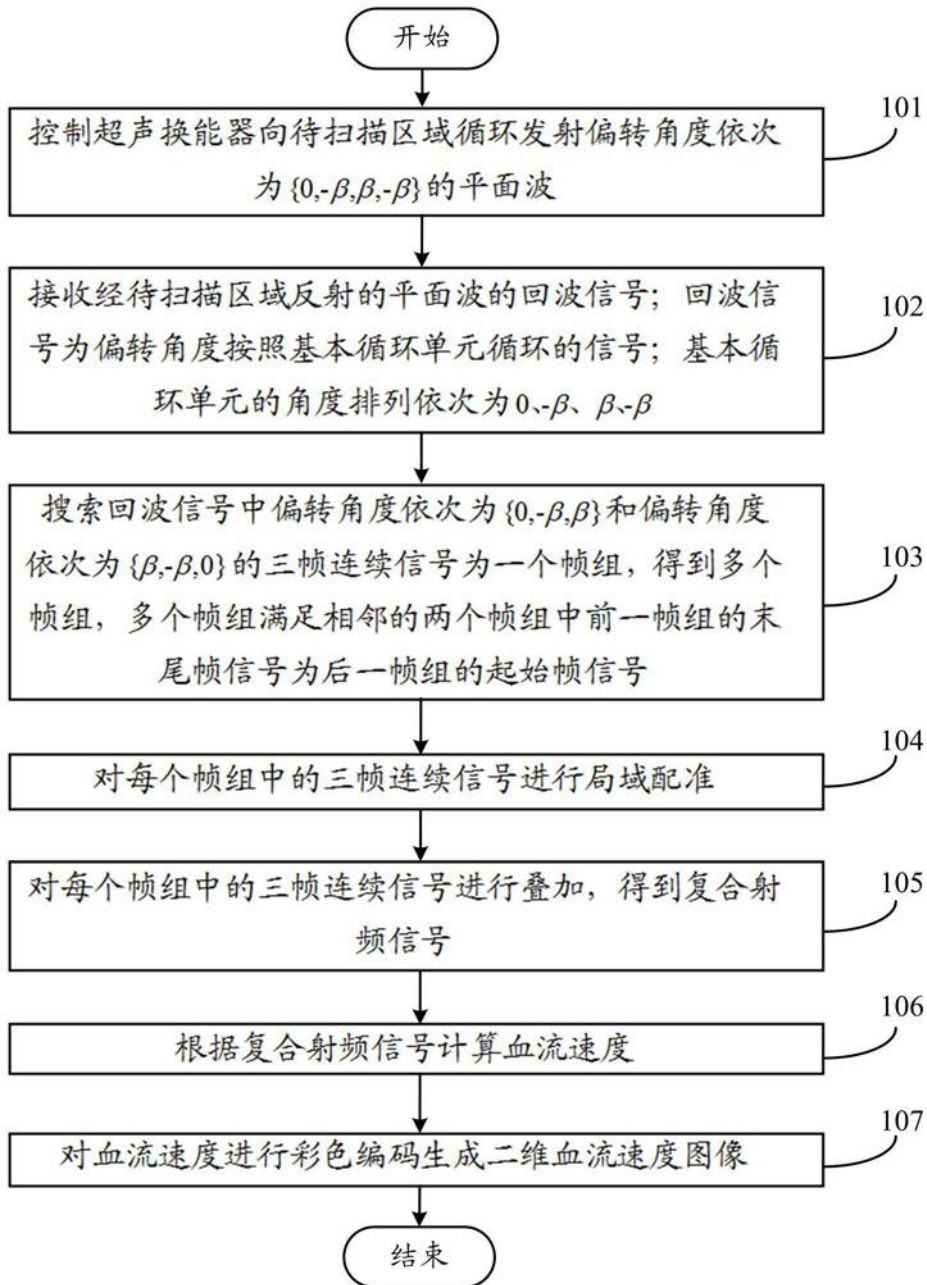 开始
控制超声换能器向待扫描区域循环发射偏转角度依次
为{0,-β,β,-β}的平面波
101
接收经待扫描区域反射的平面波的回波信号；回波信
号为偏转角度按照基本循环单元循环的信号；基本循
环单元的角度排列依次为0、-β、β、-β
102
搜索回波信号中偏转角度依次为{0,-β,β}和偏转角度
依次为{β,-β,0}的三帧连续信号为一个帧组，得到多个
帧组，多个帧组满足相邻的两个帧组中前一帧组的末
尾帧信号为后一帧组的起始帧信号
103
对每个帧组中的三帧连续信号进行局域配准
104
对每个帧组中的三帧连续信号进行叠加，得到复合射
频信号
105
根据复合射频信号计算血流速度
106
对血流速度进行彩色编码生成二维血流速度图像
107
结束